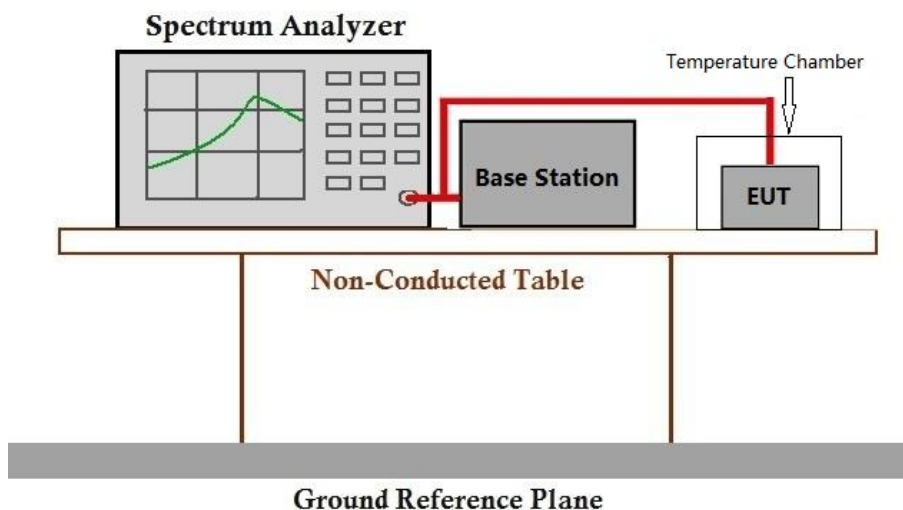 Spectrum Analyzer
Temperature Chamber
Base Station
EUT
Non-Conducted Table
Ground Reference Plane